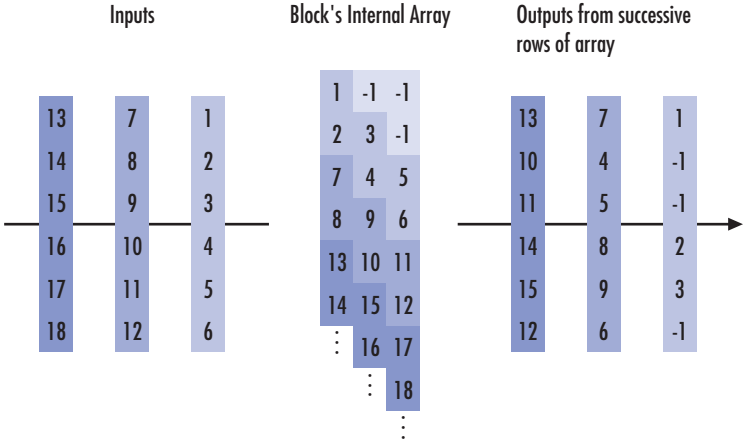 Inputs
Block's Internal Array
Outputs from successive
rows of array
13 7 1
14 8 2
15 9 3
16 10 4
17 11 5
18 12 6
1 -1 -1
2 3 -1
7 4 5
8 9 6
13 10 11
14 15 12
16 17
18
13 7 1
10 4 -1
11 5 -1
14 8 2
15 9 3
12 6 -1